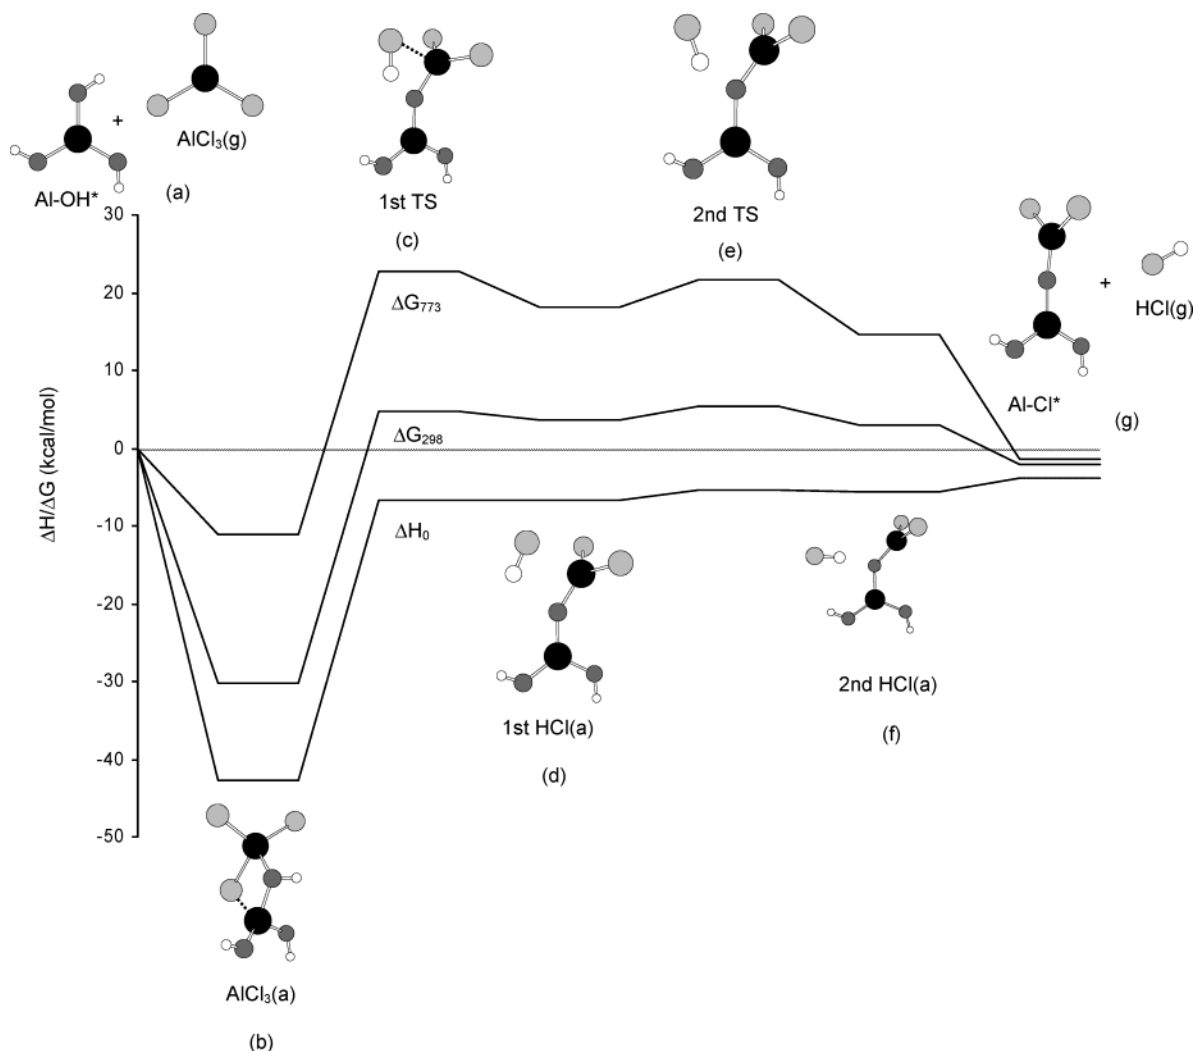 +
AlCl₃(g)
Al-OH*
(a)
1st TS
(c)
2nd TS
(e)
+
HCl(g)
Al-Cl*
(g)
ΔH/ΔG (kcal/mol)
30
20
10
0
-10
-20
-30
-40
-50
ΔG₇₇₃
ΔG₂₉₈
ΔH₀
1st HCl(a)
(d)
2nd HCl(a)
(f)
AlCl₃(a)
(b)